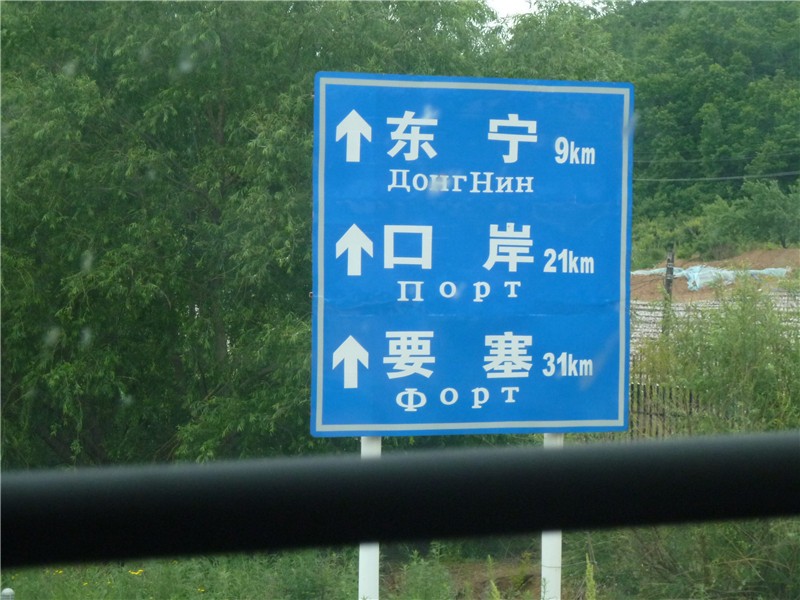 ↑ 东宁 9km
ДонгНин
↑ 口岸 21km
Порт
↑ 要塞 31km
Форт